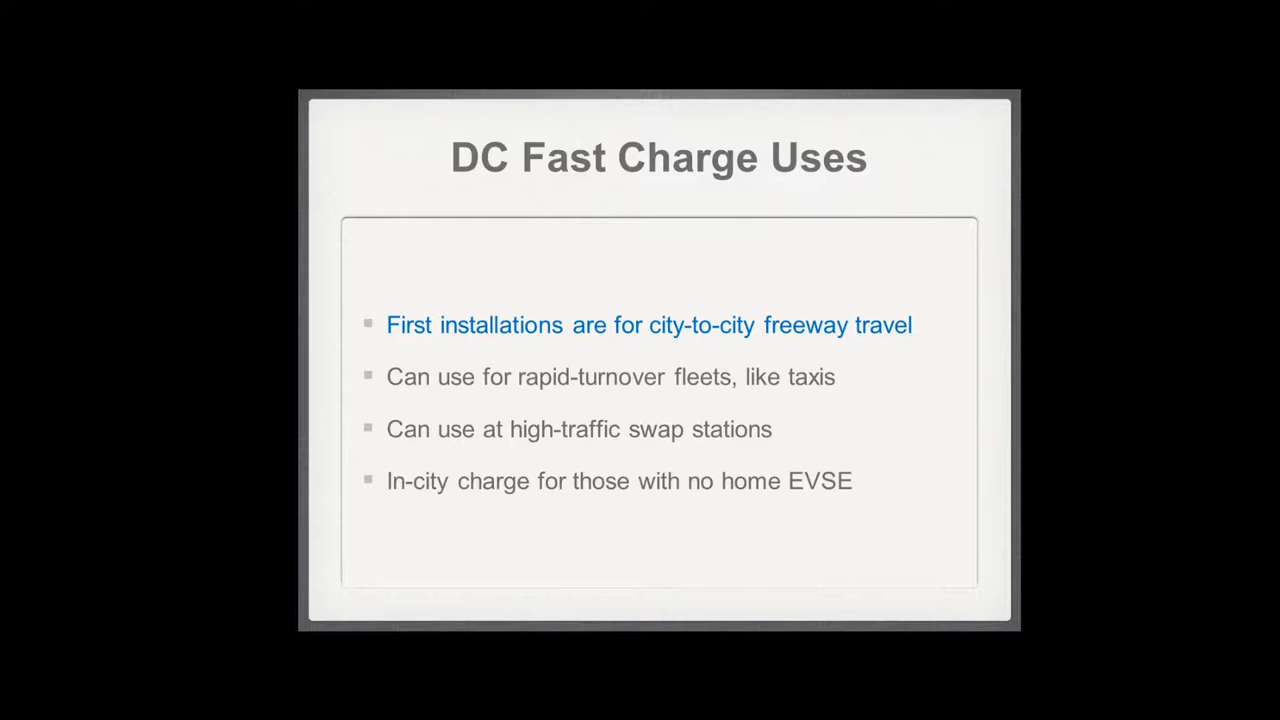 DC Fast Charge Uses
First installations are for city-to-city freeway travel
Can use for rapid-turnover fleets, like taxis
Can use at high-traffic swap stations
In-city charge for those with no home EVSE